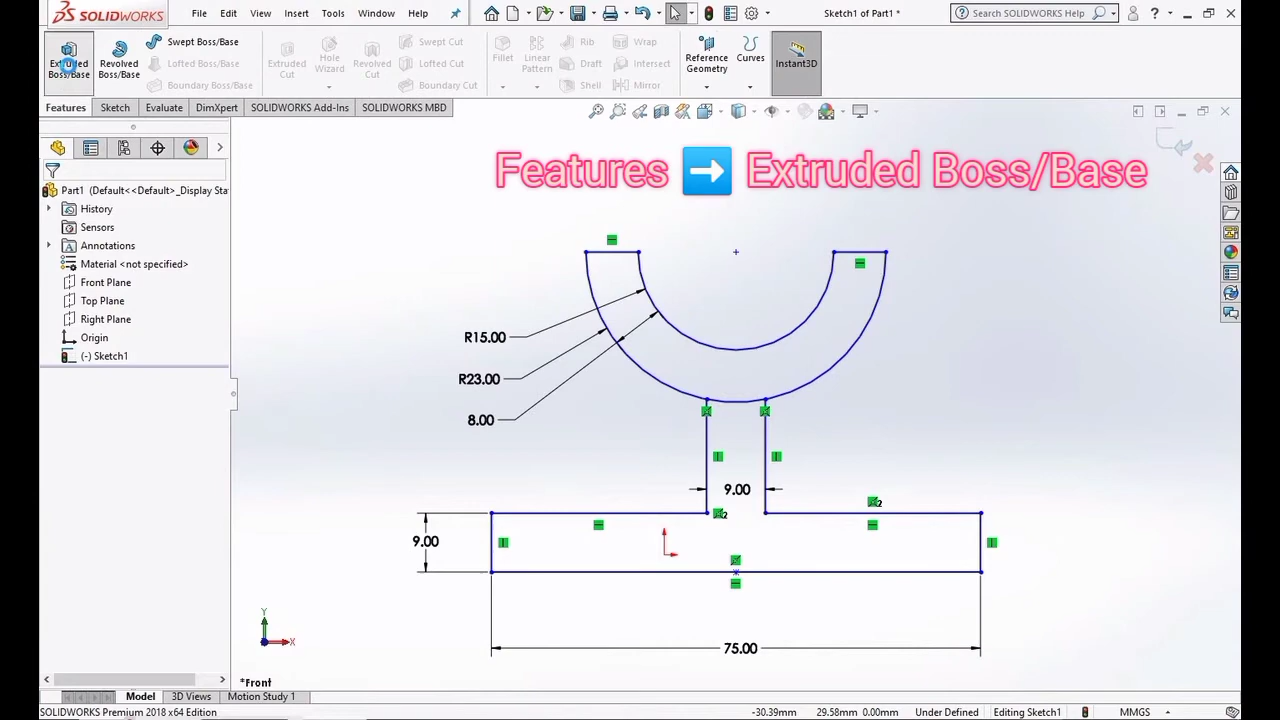 SOLIDWORKS File Edit View Insert Tools Window Help Sketch1 of Part1 * Search SOLIDWORKS Help ?
Extruded Boss/Base
Revolved Boss/Base
Swept Boss/Base
Lofted Boss/Base
Boundary Boss/Base
Extruded Cut
Hole Wizard
Revolved Cut
Swept Cut
Lofted Cut
Boundary Cut
Fillet
Linear Pattern
Rib
Draft
Shell
Wrap
Intersect
Mirror
Reference Geometry
Curves
Instant3D
Features Sketch Evaluate DimXpert SOLIDWORKS Add-Ins SOLIDWORKS MBD
Features ➡ Extruded Boss/Base
Part1 (Default<<Default>_Display Sta
History
Sensors
Annotations
Material <not specified>
Front Plane
Top Plane
Right Plane
Origin
(-) Sketch1
R15.00
R23.00
8.00
9.00
2
2
9.00
75.00
Y
X
*Front
Model 3D Views Motion Study 1
SOLIDWORKS Premium 2018 x64 Edition -30.39mm 29.58mm 0.00mm Under Defined Editing Sketch1 MMGS